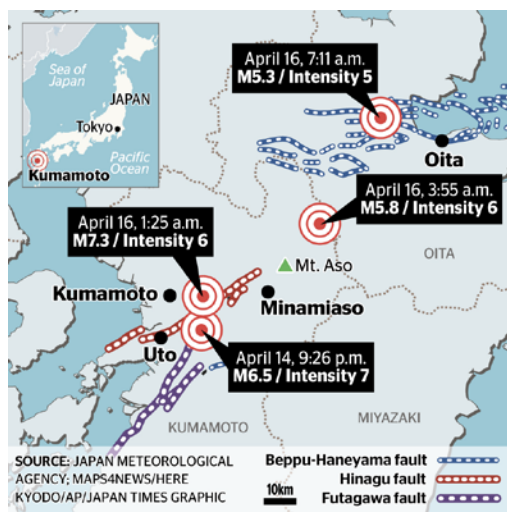 Sea of
Japan
JAPAN
Tokyo
Pacific
Ocean
Kumamoto
April 16, 7:11 a.m.
M5.3 / Intensity 5
Oita
April 16, 3:55 a.m.
M5.8 / Intensity 6
April 16, 1:25 a.m.
M7.3 / Intensity 6
OITA
Mt. Aso
Kumamoto
Minamiaso
Uto
April 14, 9:26 p.m.
M6.5 / Intensity 7
KUMAMOTO
MIYAZAKI
SOURCE: JAPAN METEOROLOGICAL
AGENCY; MAPS4NEWS/HERE
KYODO/AP/JAPAN TIMES GRAPHIC
10km
Beppu-Haneyama fault
Hinagu fault
Futagawa fault